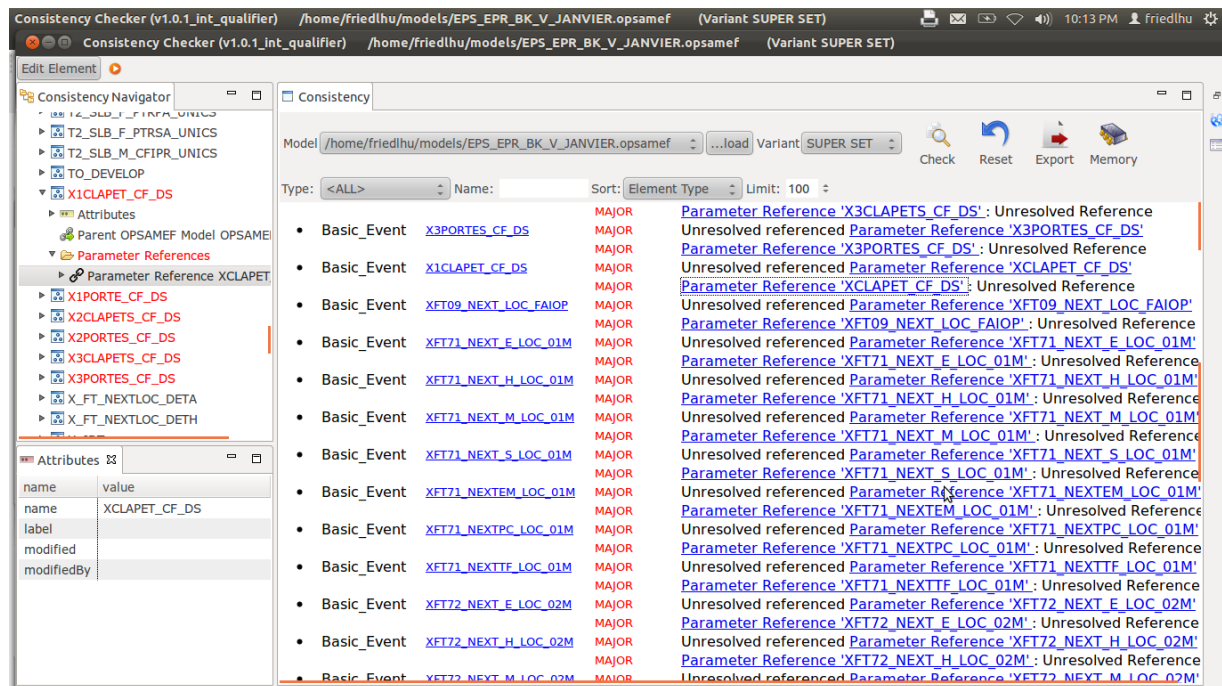 Consistency Checker (v1.0.1_int_qualifier) /home/friedlhu/models/EPS_EPR_BK_V_JANVIER.opsamef (Variant SUPER SET) 10:13 PM friedlhu
Consistency Checker (v1.0.1_int_qualifier) /home/friedlhu/models/EPS_EPR_BK_V_JANVIER.opsamef (Variant SUPER SET)
Edit Element
Consistency Navigator
T2_SLB_F_PTRPA_UNICS
T2_SLB_F_PTRSA_UNICS
T2_SLB_M_CFIPR_UNICS
TO_DEVELOP
X1CLAPET_CF_DS
Attributes
Parent OPSAMEF Model OPSAME
Parameter References
Parameter Reference XCLAPET
X1PORTE_CF_DS
X2CLAPETS_CF_DS
X2PORTES_CF_DS
X3CLAPETS_CF_DS
X3PORTES_CF_DS
X_FT_NEXTLOC_DETA
X_FT_NEXTLOC_DETH
Attributes
name value
name XCLAPET_CF_DS
label
modified
modifiedBy
Consistency
Model /home/friedlhu/models/EPS_EPR_BK_V_JANVIER.opsamef ...load Variant SUPER SET
Check Reset Export Memory
Type: <ALL> Name: Sort: Element Type Limit: 100
MAJOR Parameter Reference 'X3CLAPETS_CF_DS' : Unresolved Reference
• Basic_Event X3PORTES_CF_DS MAJOR Unresolved referenced Parameter Reference 'X3PORTES_CF_DS'
MAJOR Parameter Reference 'X3PORTES_CF_DS' : Unresolved Reference
• Basic_Event X1CLAPET_CF_DS MAJOR Unresolved referenced Parameter Reference 'XCLAPET_CF_DS'
MAJOR Parameter Reference 'XCLAPET_CF_DS' : Unresolved Reference
• Basic_Event XFT09_NEXT_LOC_FAIOP MAJOR Unresolved referenced Parameter Reference 'XFT09_NEXT_LOC_FAIOP'
MAJOR Parameter Reference 'XFT09_NEXT_LOC_FAIOP' : Unresolved Reference
• Basic_Event XFT71_NEXT_E_LOC_01M MAJOR Unresolved referenced Parameter Reference 'XFT71_NEXT_E_LOC_01M'
MAJOR Parameter Reference 'XFT71_NEXT_E_LOC_01M' : Unresolved Reference
• Basic_Event XFT71_NEXT_H_LOC_01M MAJOR Unresolved referenced Parameter Reference 'XFT71_NEXT_H_LOC_01M'
MAJOR Parameter Reference 'XFT71_NEXT_H_LOC_01M' : Unresolved Reference
• Basic_Event XFT71_NEXT_M_LOC_01M MAJOR Unresolved referenced Parameter Reference 'XFT71_NEXT_M_LOC_01M'
MAJOR Parameter Reference 'XFT71_NEXT_M_LOC_01M' : Unresolved Reference
• Basic_Event XFT71_NEXT_S_LOC_01M MAJOR Unresolved referenced Parameter Reference 'XFT71_NEXT_S_LOC_01M'
MAJOR Parameter Reference 'XFT71_NEXT_S_LOC_01M' : Unresolved Reference
• Basic_Event XFT71_NEXTEM_LOC_01M MAJOR Unresolved referenced Parameter Reference 'XFT71_NEXTEM_LOC_01M'
MAJOR Parameter Reference 'XFT71_NEXTEM_LOC_01M' : Unresolved Reference
• Basic_Event XFT71_NEXTPC_LOC_01M MAJOR Unresolved referenced Parameter Reference 'XFT71_NEXTPC_LOC_01M'
MAJOR Parameter Reference 'XFT71_NEXTPC_LOC_01M' : Unresolved Reference
• Basic_Event XFT71_NEXTTF_LOC_01M MAJOR Unresolved referenced Parameter Reference 'XFT71_NEXTTF_LOC_01M'
MAJOR Parameter Reference 'XFT71_NEXTTF_LOC_01M' : Unresolved Reference
• Basic_Event XFT72_NEXT_E_LOC_02M MAJOR Unresolved referenced Parameter Reference 'XFT72_NEXT_E_LOC_02M'
MAJOR Parameter Reference 'XFT72_NEXT_E_LOC_02M' : Unresolved Reference
• Basic_Event XFT72_NEXT_H_LOC_02M MAJOR Unresolved referenced Parameter Reference 'XFT72_NEXT_H_LOC_02M'
MAJOR Parameter Reference 'XFT72_NEXT_H_LOC_02M' : Unresolved Reference
• Basic_Event XFT72_NEXT_M_LOC_02M MAJOR Unresolved referenced Parameter Reference 'XFT72_NEXT_M_LOC_02M'